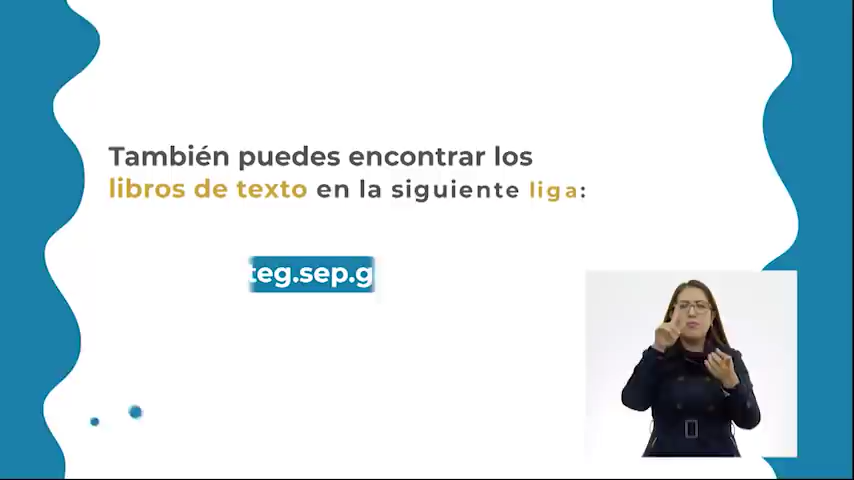 También puedes encontrar los
libros de texto en la siguiente liga:
teg.sep.g